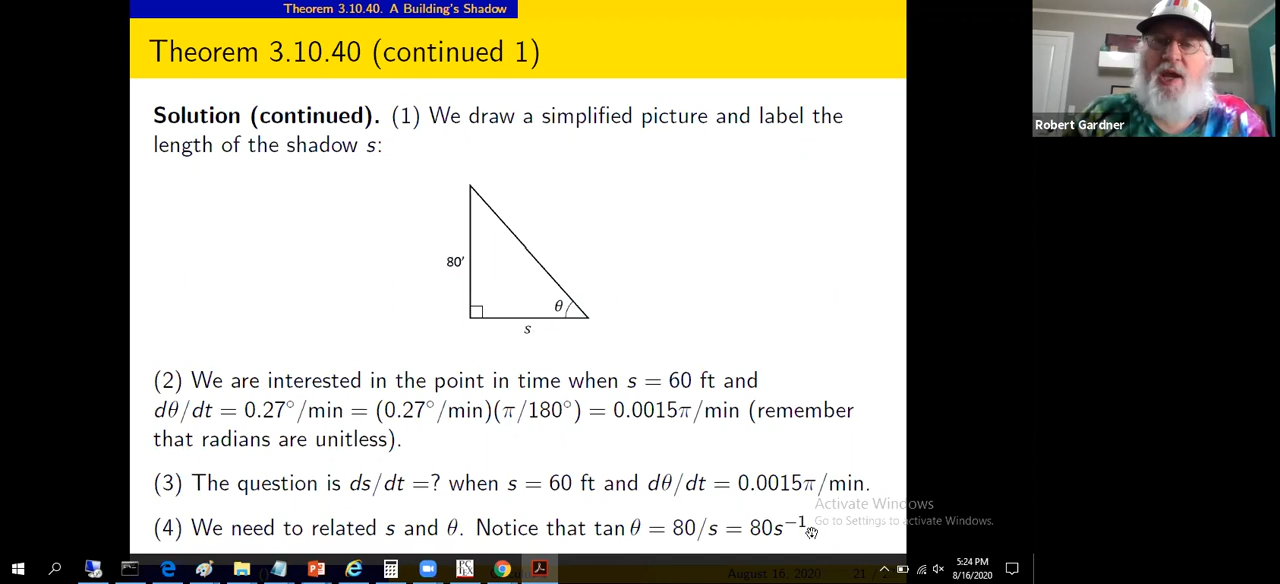 Theorem 3.10.40. A Building's Shadow
Theorem 3.10.40 (continued 1)
Robert Gardner
Solution (continued). (1) We draw a simplified picture and label the
length of the shadow s:
80'
θ
s
(2) We are interested in the point in time when s = 60 ft and
dθ/dt = 0.27°/min = (0.27°/min)(π/180°) = 0.0015π/min (remember
that radians are unitless).
(3) The question is ds/dt =? when s = 60 ft and dθ/dt = 0.0015π/min.
Activate Windows
Go to Settings to activate Windows.
(4) We need to related s and θ. Notice that tan θ = 80/s = 80s⁻¹.
August 16, 2020
21
5:24 PM
8/16/2020